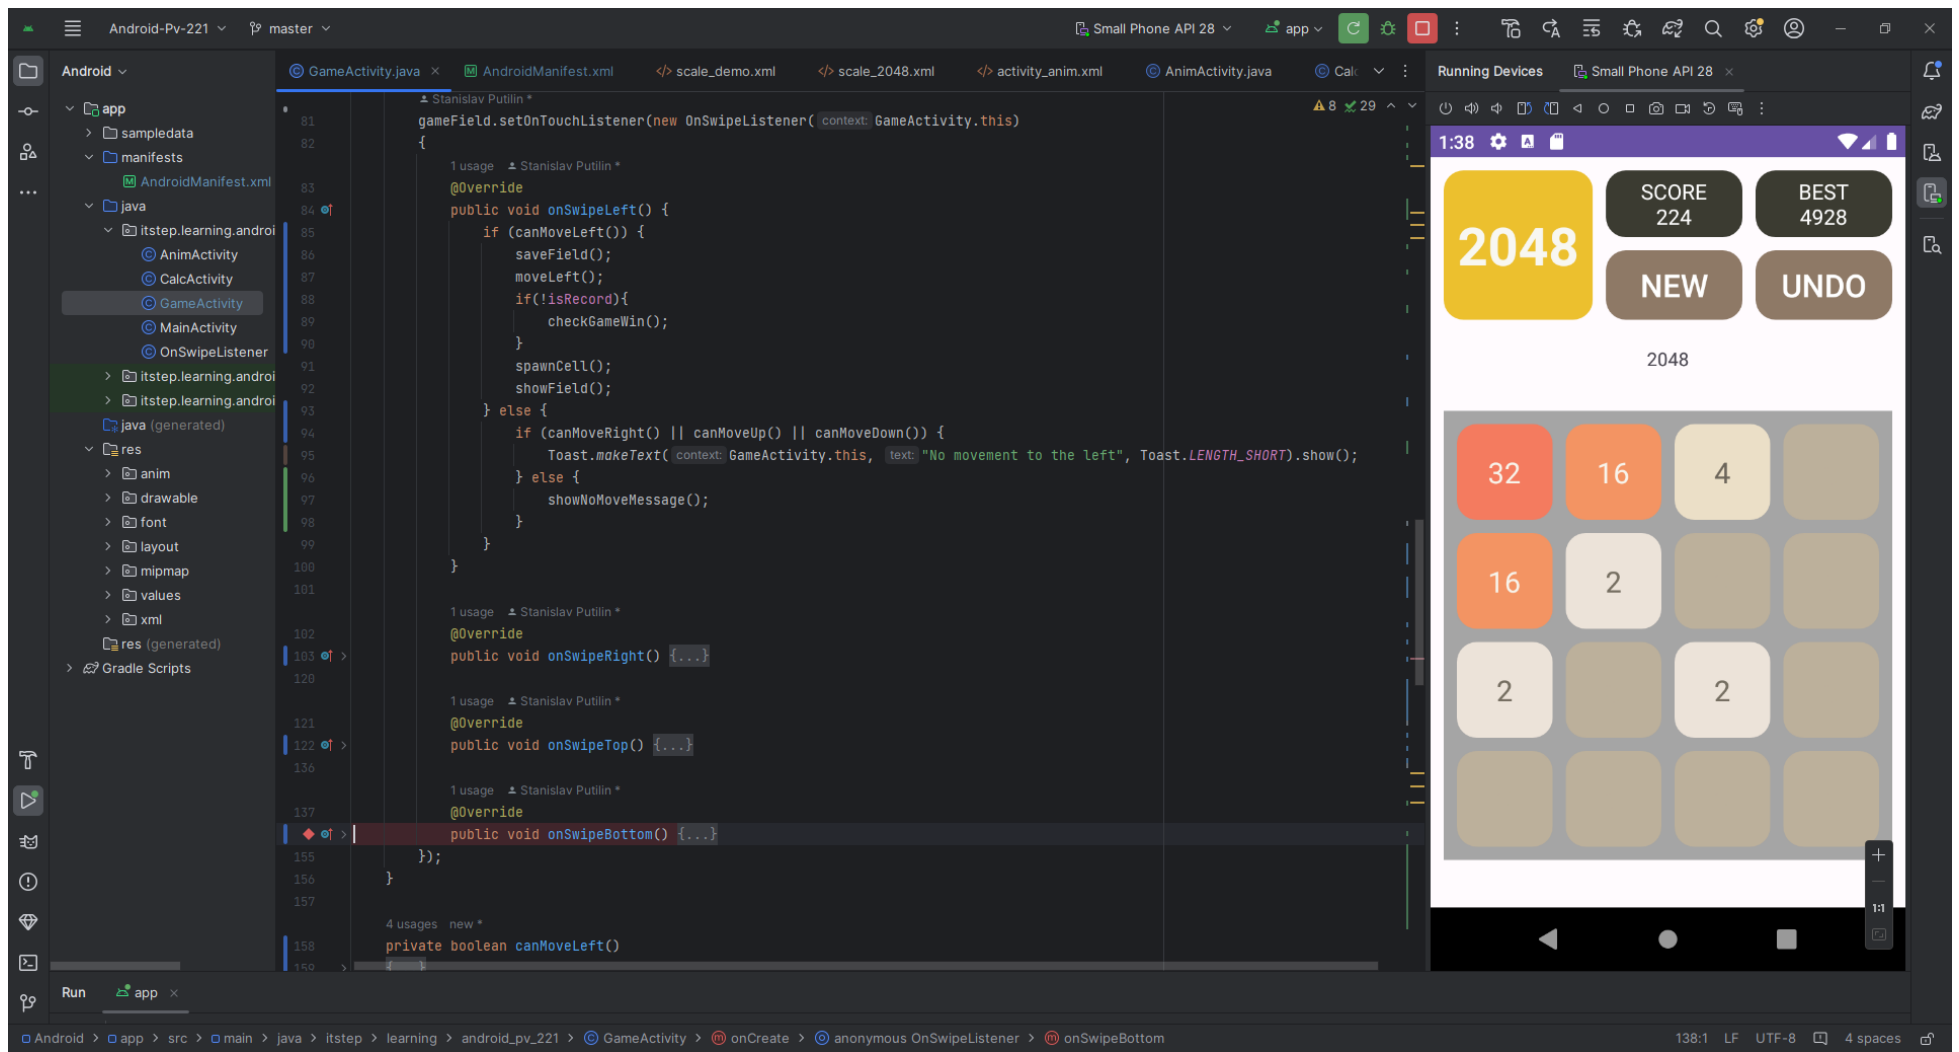 Android-Pv-221 master Small Phone API 28 app
Android
app
sampledata
manifests
AndroidManifest.xml
java
itstep.learning.androi
AnimActivity
CalcActivity
GameActivity
MainActivity
OnSwipeListener
itstep.learning.androi
itstep.learning.androi
java (generated)
res
anim
drawable
font
layout
mipmap
values
xml
res (generated)
Gradle Scripts
GameActivity.java AndroidManifest.xml scale_demo.xml scale_2048.xml activity_anim.xml AnimActivity.java Calc
8 29
Stanislav Putilin *
81 gameField.setOnTouchListener(new OnSwipeListener( context: GameActivity.this)
82 {
1 usage Stanislav Putilin *
83 @Override
84 public void onSwipeLeft() {
85 if (canMoveLeft()) {
86 saveField();
87 moveLeft();
88 if(!isRecord){
89 checkGameWin();
90 }
91 spawnCell();
92 showField();
93 } else {
94 if (canMoveRight() || canMoveUp() || canMoveDown()) {
95 Toast.makeText( context: GameActivity.this, text: "No movement to the left", Toast.LENGTH_SHORT).show();
96 } else {
97 showNoMoveMessage();
98 }
99 }
100 }
101
1 usage Stanislav Putilin *
102 @Override
103 public void onSwipeRight() {...}
120
1 usage Stanislav Putilin *
121 @Override
122 public void onSwipeTop() {...}
136
1 usage Stanislav Putilin *
137 @Override
public void onSwipeBottom() {...}
155 });
156 }
157
4 usages new *
158 private boolean canMoveLeft()
159 {...}
Running Devices Small Phone API 28
1:38
2048
SCORE
224
BEST
4928
NEW
UNDO
2048
32 16 4
16 2
2 2
1:1
Run app
Android > app > src > main > java > itstep > learning > android_pv_221 > GameActivity > onCreate > anonymous OnSwipeListener > onSwipeBottom
138:1 LF UTF-8 4 spaces